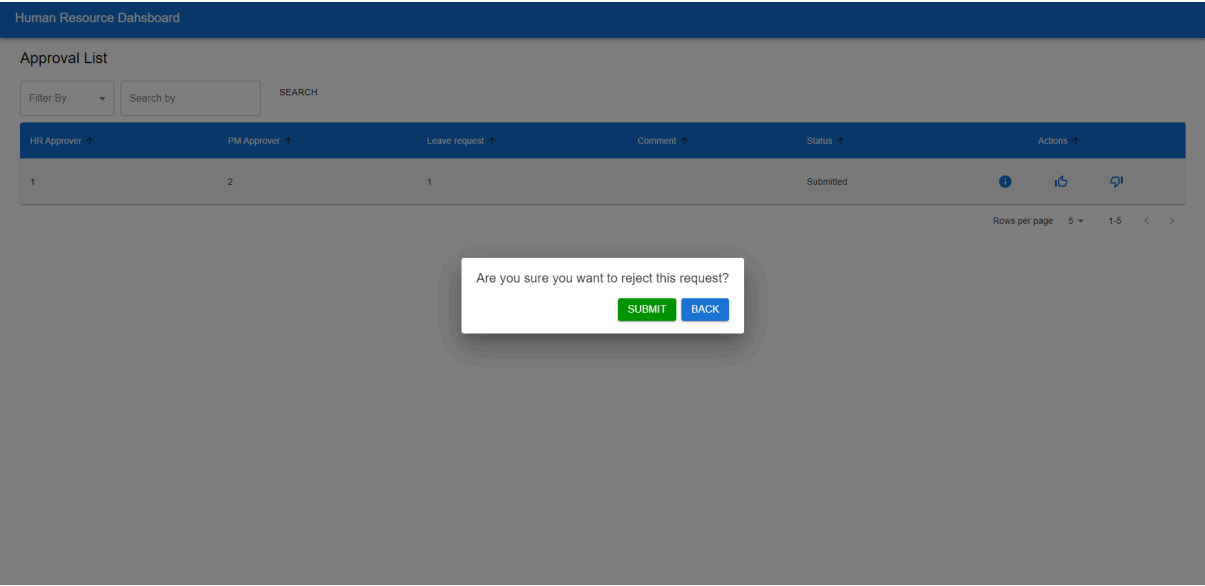 Human Resource Dahsboard
Approval List
Filter By Search by SEARCH
HR Approver PM Approver Leave request Comment Status Actions
1 2 1 Submitted
Rows per page 5 1-5
Are you sure you want to reject this request?
SUBMIT BACK